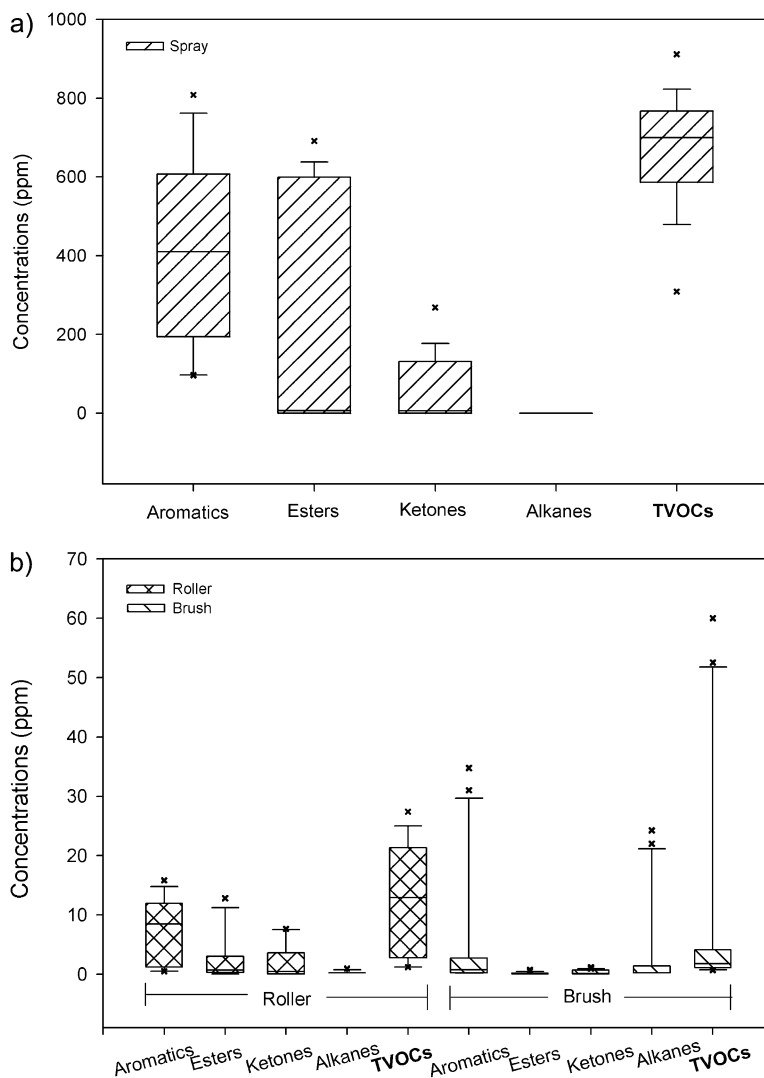 a)
1000
800
600
400
200
0
Concentrations (ppm)
Spray
Aromatics Esters Ketones Alkanes TVOCs
b)
70
60
50
40
30
20
10
0
Concentrations (ppm)
Roller
Brush
Roller Brush
Aromatics Esters Ketones Alkanes TVOCs Aromatics Esters Ketones Alkanes TVOCs